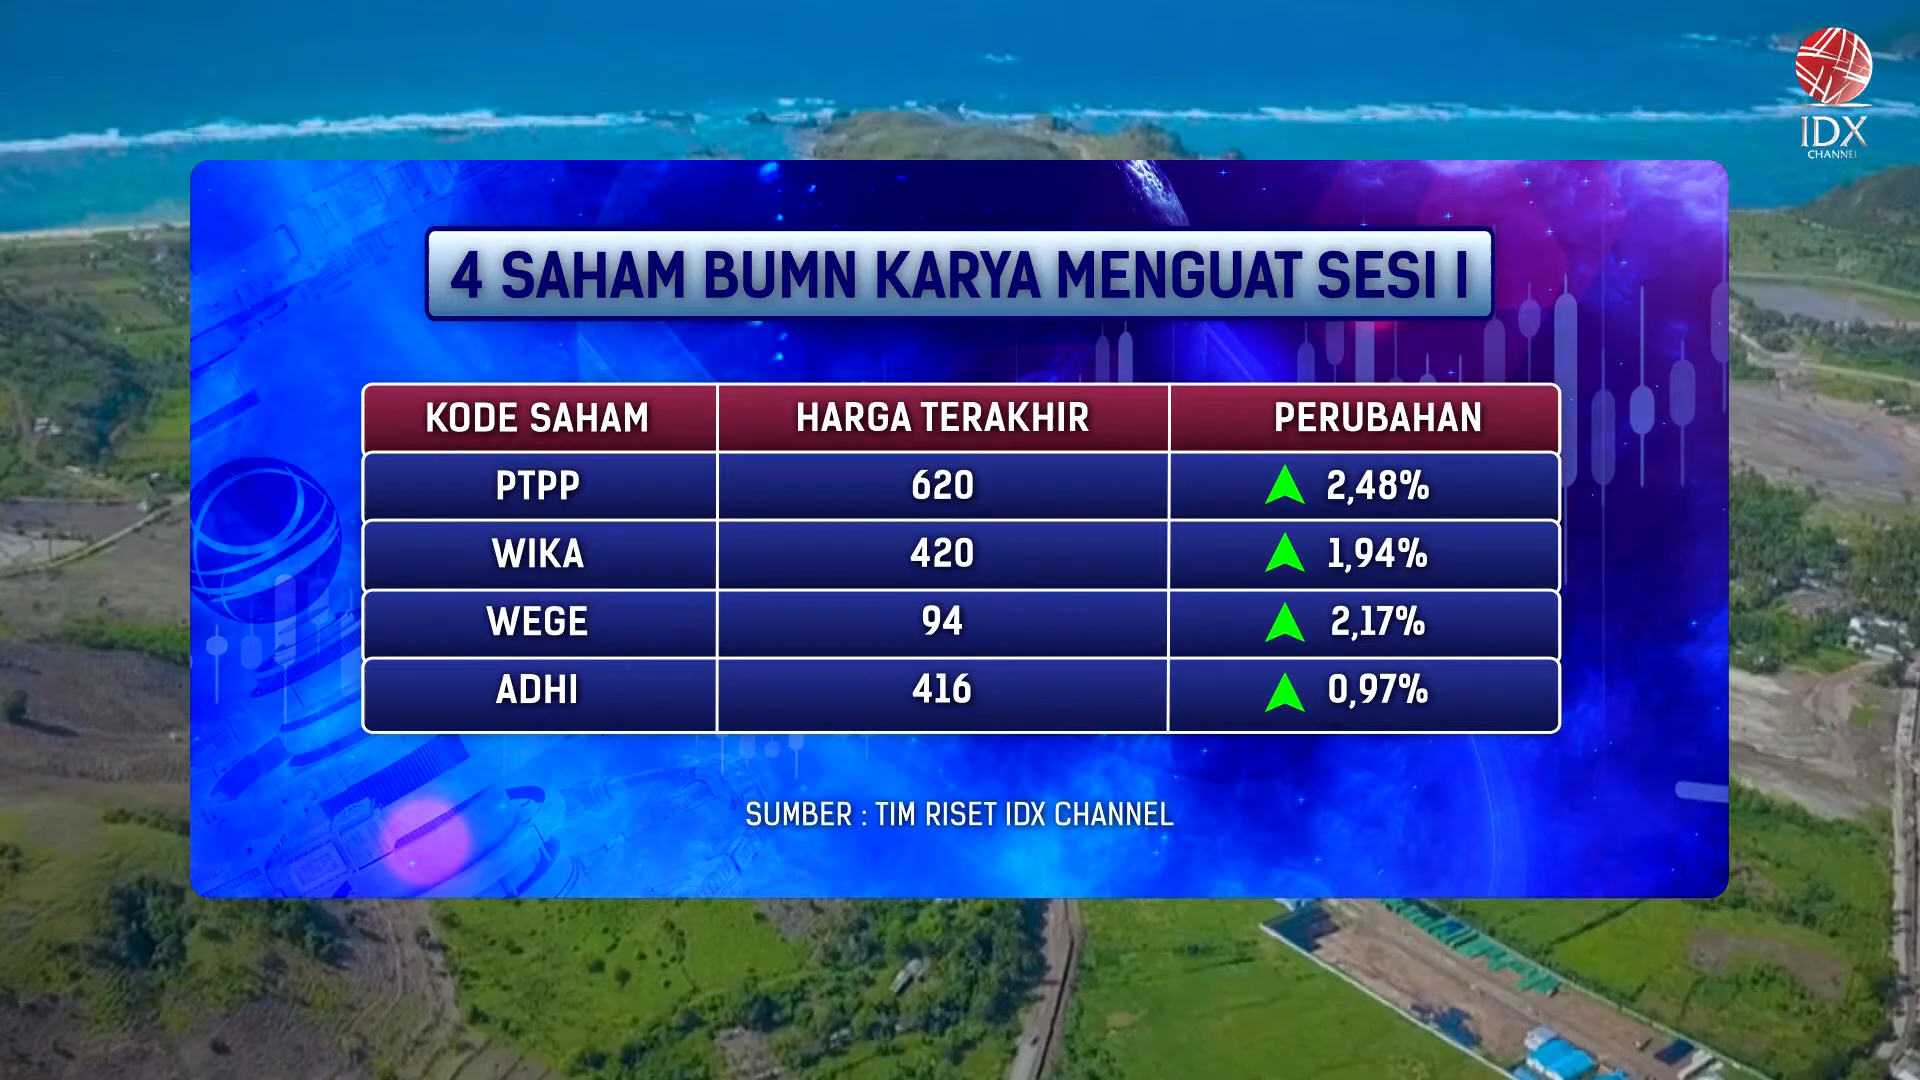 IDX
CHANNEL
4 SAHAM BUMN KARYA MENGUAT SESI I
KODE SAHAM HARGA TERAKHIR PERUBAHAN
PTPP 620 2,48%
WIKA 420 1,94%
WEGE 94 2,17%
ADHI 416 0,97%
SUMBER : TIM RISET IDX CHANNEL